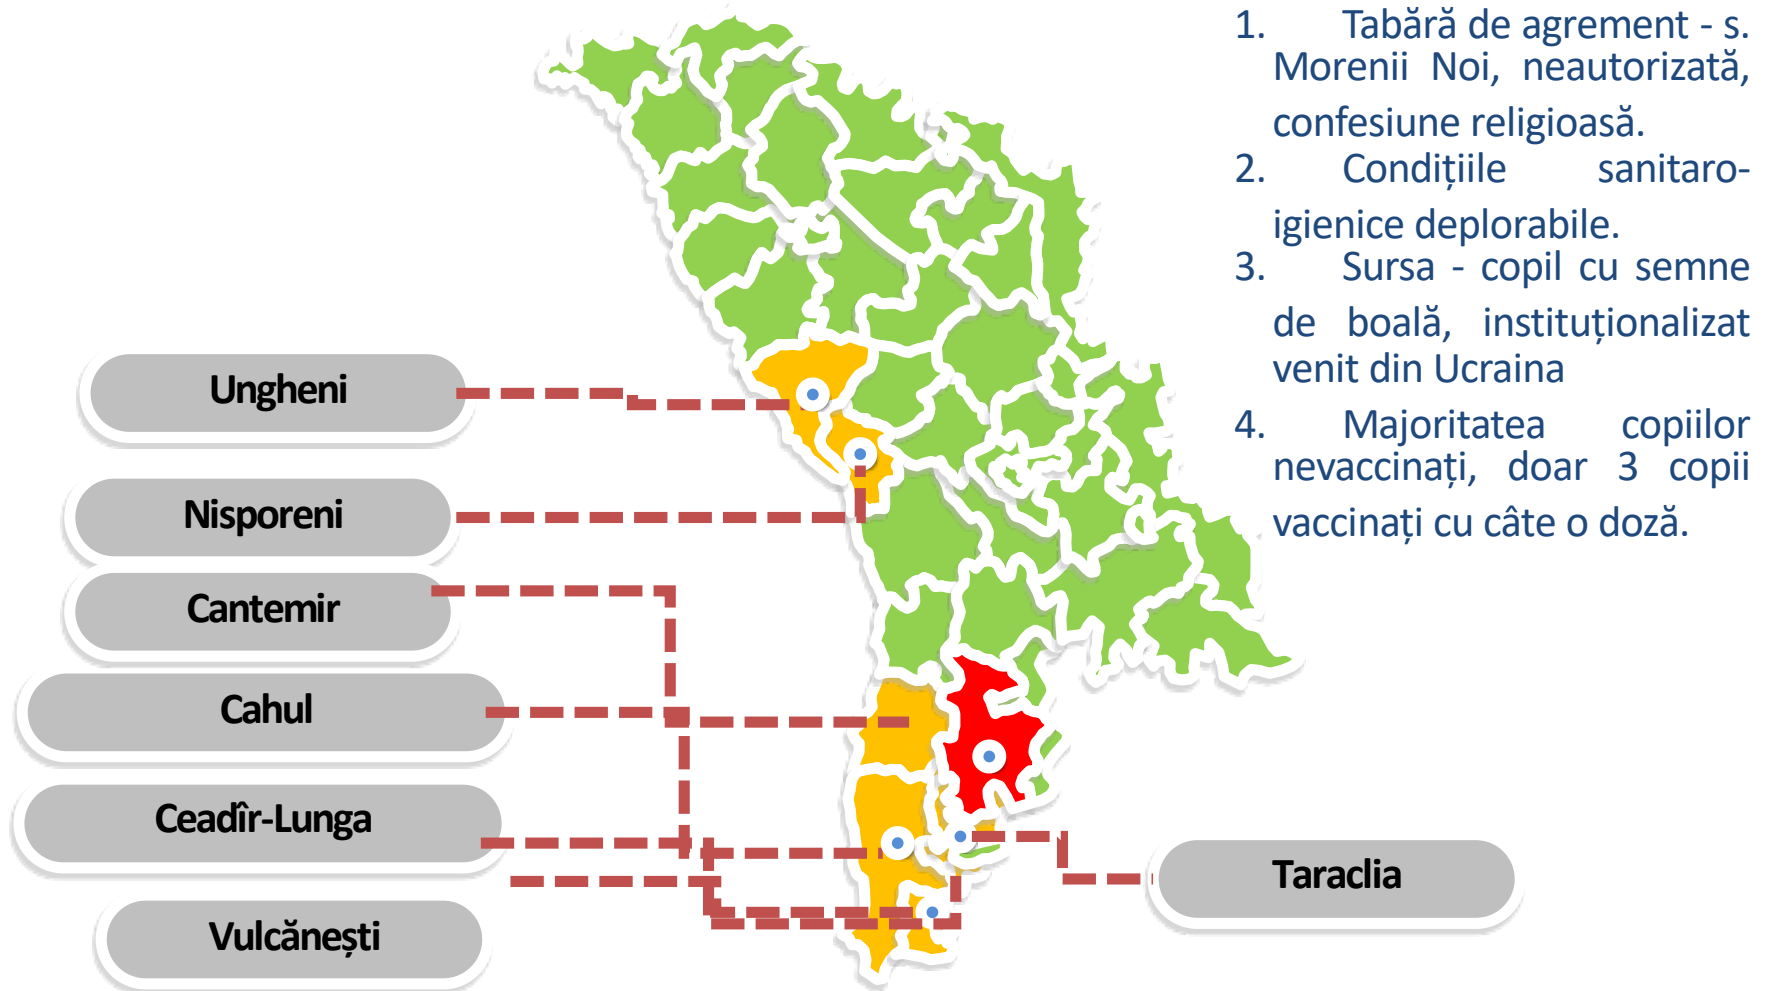 1. Tabără de agrement - s.
Morenii Noi, neautorizată,
confesiune religioasă.
2. Condițiile sanitaro-
igienice deplorabile.
3. Sursa - copil cu semne
de boală, instituționalizat
venit din Ucraina
4. Majoritatea copiilor
nevaccinați, doar 3 copii
vaccinați cu câte o doză.
Ungheni
Nisporeni
Cantemir
Cahul
Ceadîr-Lunga
Vulcănești
Taraclia